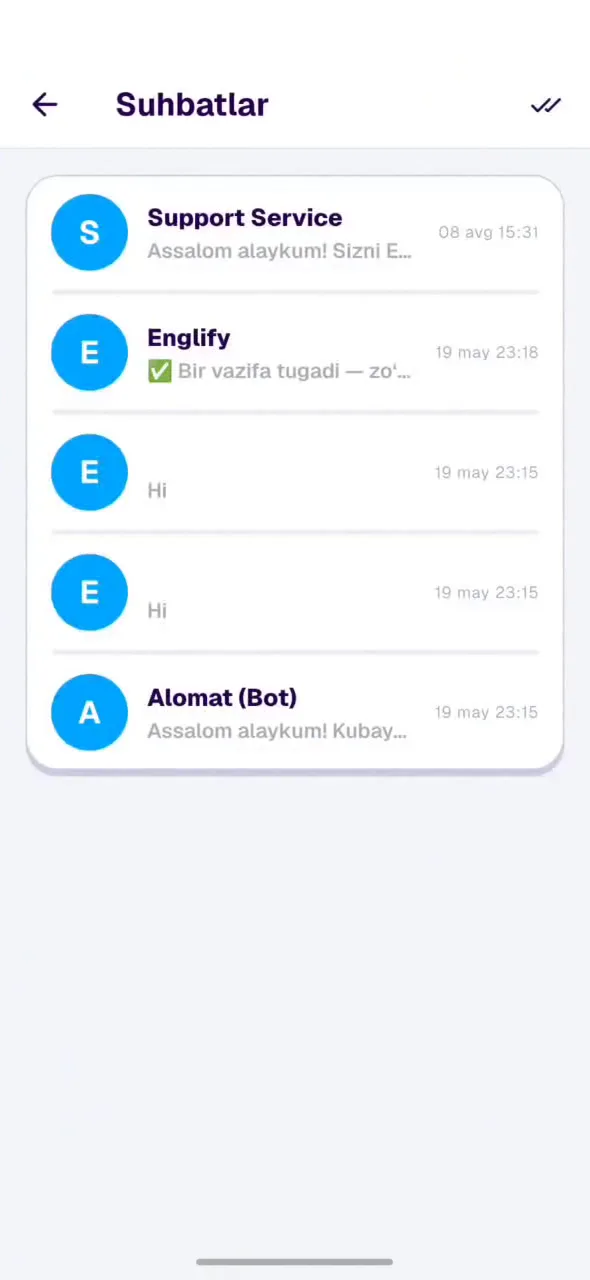 Suhbatlar
S
Support Service
08 avg 15:31
Assalom alaykum! Sizni E...
E
Englify
19 may 23:18
✅ Bir vazifa tugadi — zo‘...
E
19 may 23:15
Hi
E
19 may 23:15
Hi
A
Alomat (Bot)
19 may 23:15
Assalom alaykum! Kubay...